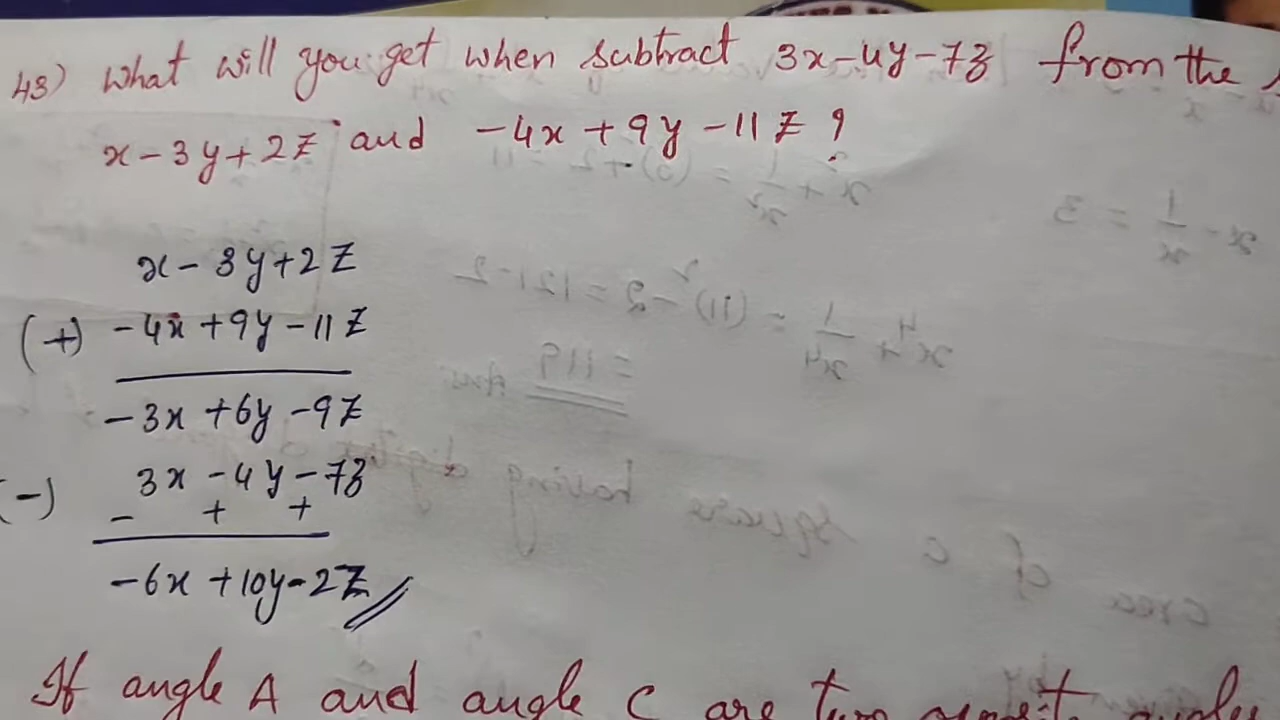 43) What will you get when subtract 3x-4y-7z from the
x-3y+2z and -4x+9y-11z ?
x-3y+2z
(+) -4x+9y-11z
-3x+6y-9z
(-) 3x-4y-7z
- + +
-6x+10y-2z
If angle A and angle C are two